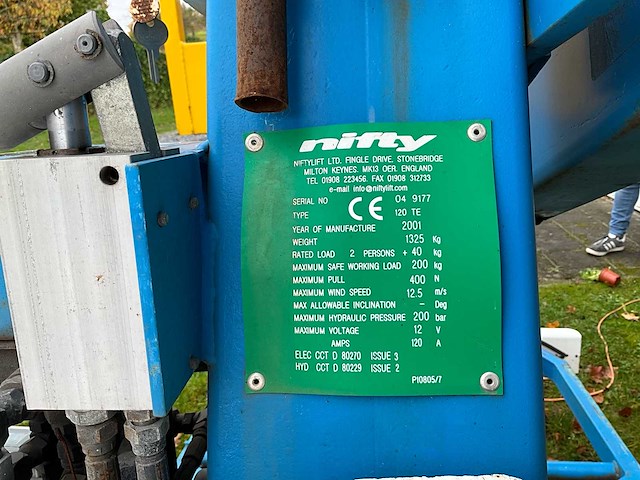 nifty
NIFTYLIFT LTD. FINGLE DRIVE, STONEBRIDGE
MILTON KEYNES. MK13 OER. ENGLAND
TEL 01908 223456. FAX 01908 312733
e-mail info@niftylift.com
SERIAL NO 04 9177
TYPE CE 120 TE
YEAR OF MANUFACTURE 2001
WEIGHT 1325 Kg
RATED LOAD 2 PERSONS + 40 kg
MAXIMUM SAFE WORKING LOAD 200 kg
MAXIMUM PULL 400 N
MAXIMUM WIND SPEED 12.5 m/s
MAX ALLOWABLE INCLINATION – Deg
MAXIMUM HYDRAULIC PRESSURE 200 bar
MAXIMUM VOLTAGE 12 V
AMPS 120 A
ELEC CCT D 80270 ISSUE 3
HYD CCT D 80229 ISSUE 2
P10805/7